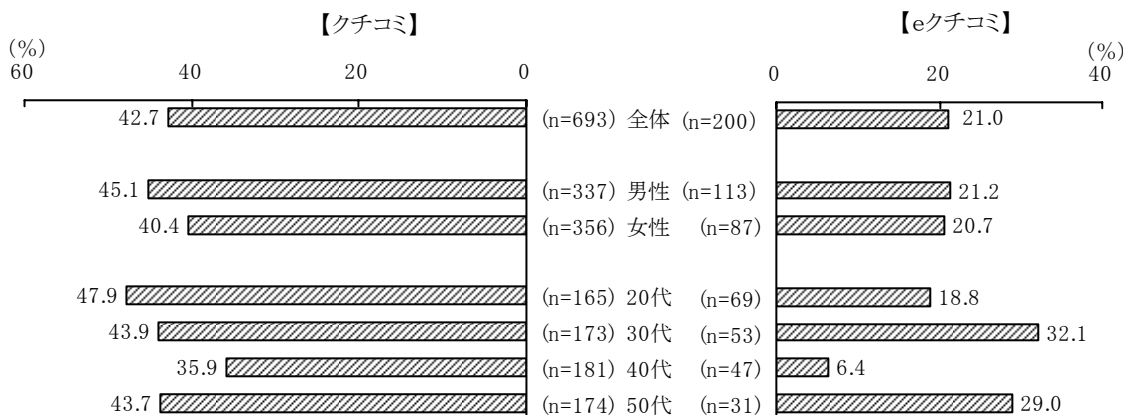 【クチコミ】 【eクチコミ】
(%) (%)
60 40 20 0 0 20 40
42.7 (n=693) 全体 (n=200) 21.0
45.1 (n=337) 男性 (n=113) 21.2
40.4 (n=356) 女性 (n=87) 20.7
47.9 (n=165) 20代 (n=69) 18.8
43.9 (n=173) 30代 (n=53) 32.1
35.9 (n=181) 40代 (n=47) 6.4
43.7 (n=174) 50代 (n=31) 29.0